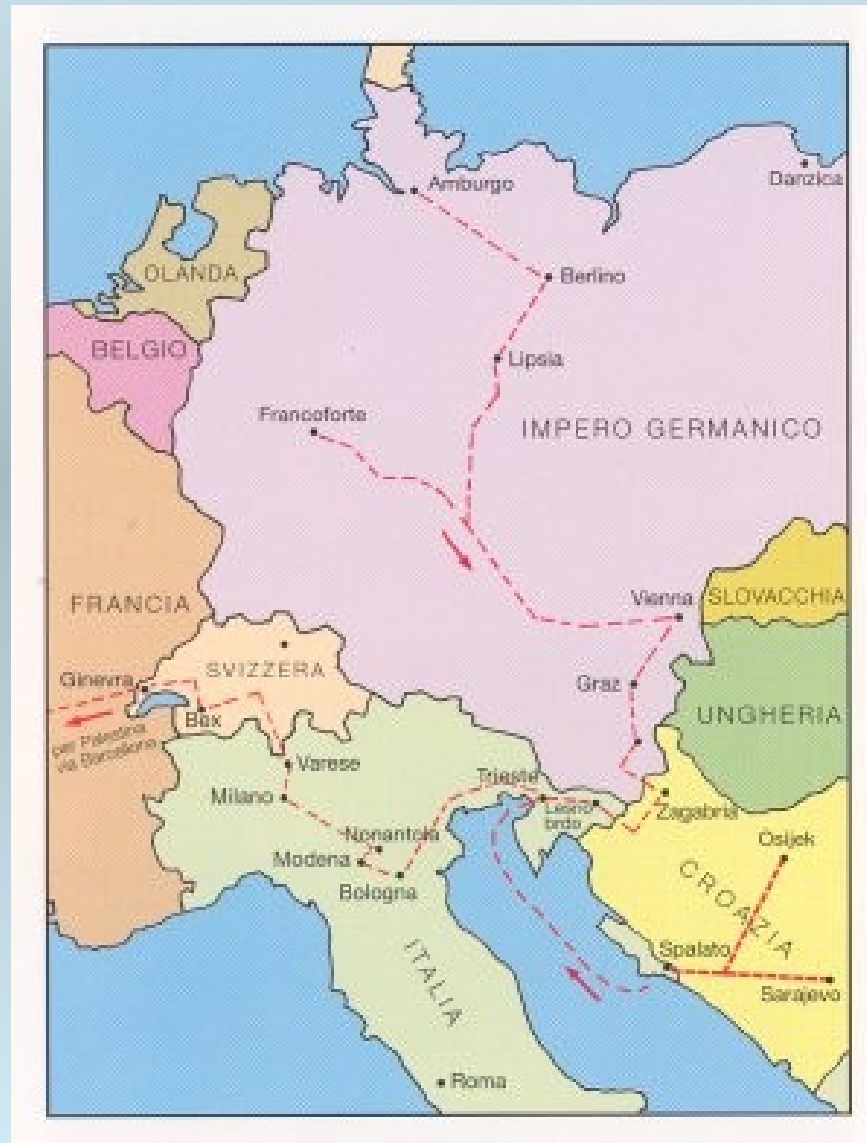 Amburgo
Danzica
OLANDA
Berlino
BELGIO
Lipsia
Francoforte
IMPERO GERMANICO
FRANCIA
Vienna
SLOVACCHIA
SVIZZERA
Ginevra
Graz
Bex
UNGHERIA
per Palestina
via Barcellona
Varese
Trieste
Milano
brdo
Zagabria
Nonantola
Modena
Osijek
Bologna
CROAZIA
ITALIA
Spalato
Sarajevo
Roma